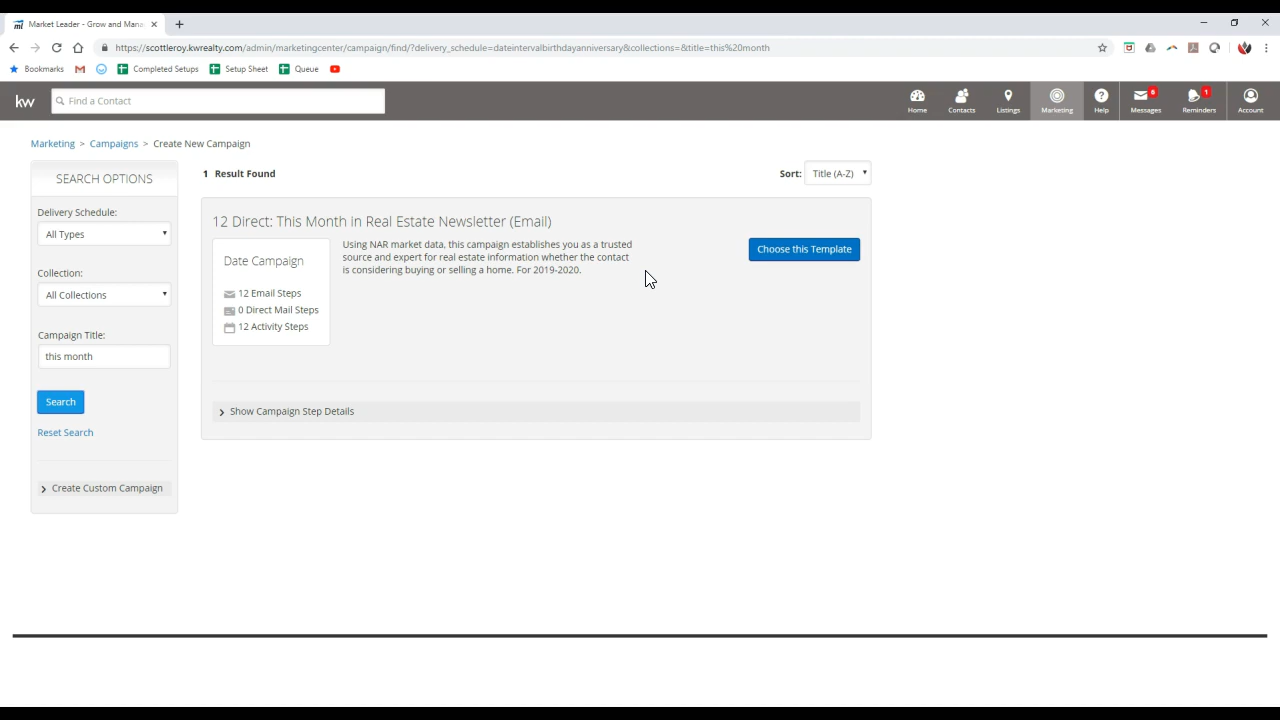 Market Leader - Grow and Mana
https://scottleroy.kwrealty.com/admin/marketingcenter/campaign/find/?delivery_schedule=dateintervalbirthdayanniversary&collections=&title=this%20month
Bookmarks
Completed Setups
Setup Sheet
Queue
kw
Find a Contact
Home
Contacts
Listings
Marketing
Help
6
Messages
1
Reminders
Account
Marketing > Campaigns > Create New Campaign
SEARCH OPTIONS
Delivery Schedule:
All Types
Collection:
All Collections
Campaign Title:
this month
Search
Reset Search
Create Custom Campaign
1 Result Found
Sort: Title (A-Z)
12 Direct: This Month in Real Estate Newsletter (Email)
Date Campaign
12 Email Steps
0 Direct Mail Steps
12 Activity Steps
Using NAR market data, this campaign establishes you as a trusted
source and expert for real estate information whether the contact
is considering buying or selling a home. For 2019-2020.
Choose this Template
Show Campaign Step Details